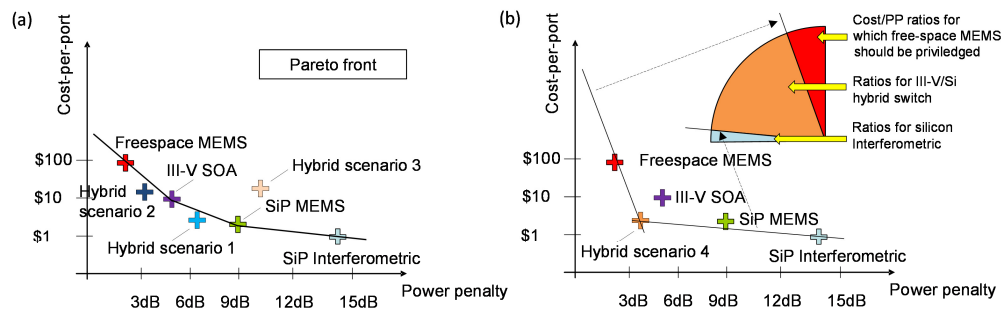 (a)
Cost-per-port
Pareto front
Freespace MEMS
$100
III-V SOA
Hybrid scenario 3
Hybrid
scenario 2
$10
SiP MEMS
Hybrid scenario 1
$1
SiP Interferometric
Power penalty
3dB
6dB
9dB
12dB
15dB
(b)
Cost-per-port
Cost/PP ratios for
which free-space MEMS
should be priviledged
Ratios for III-V/Si
hybrid switch
Ratios for silicon
Interferometric
$100
Freespace MEMS
$10
III-V SOA
SiP MEMS
$1
Hybrid scenario 4
SiP Interferometric
Power penalty
3dB
6dB
9dB
12dB
15dB